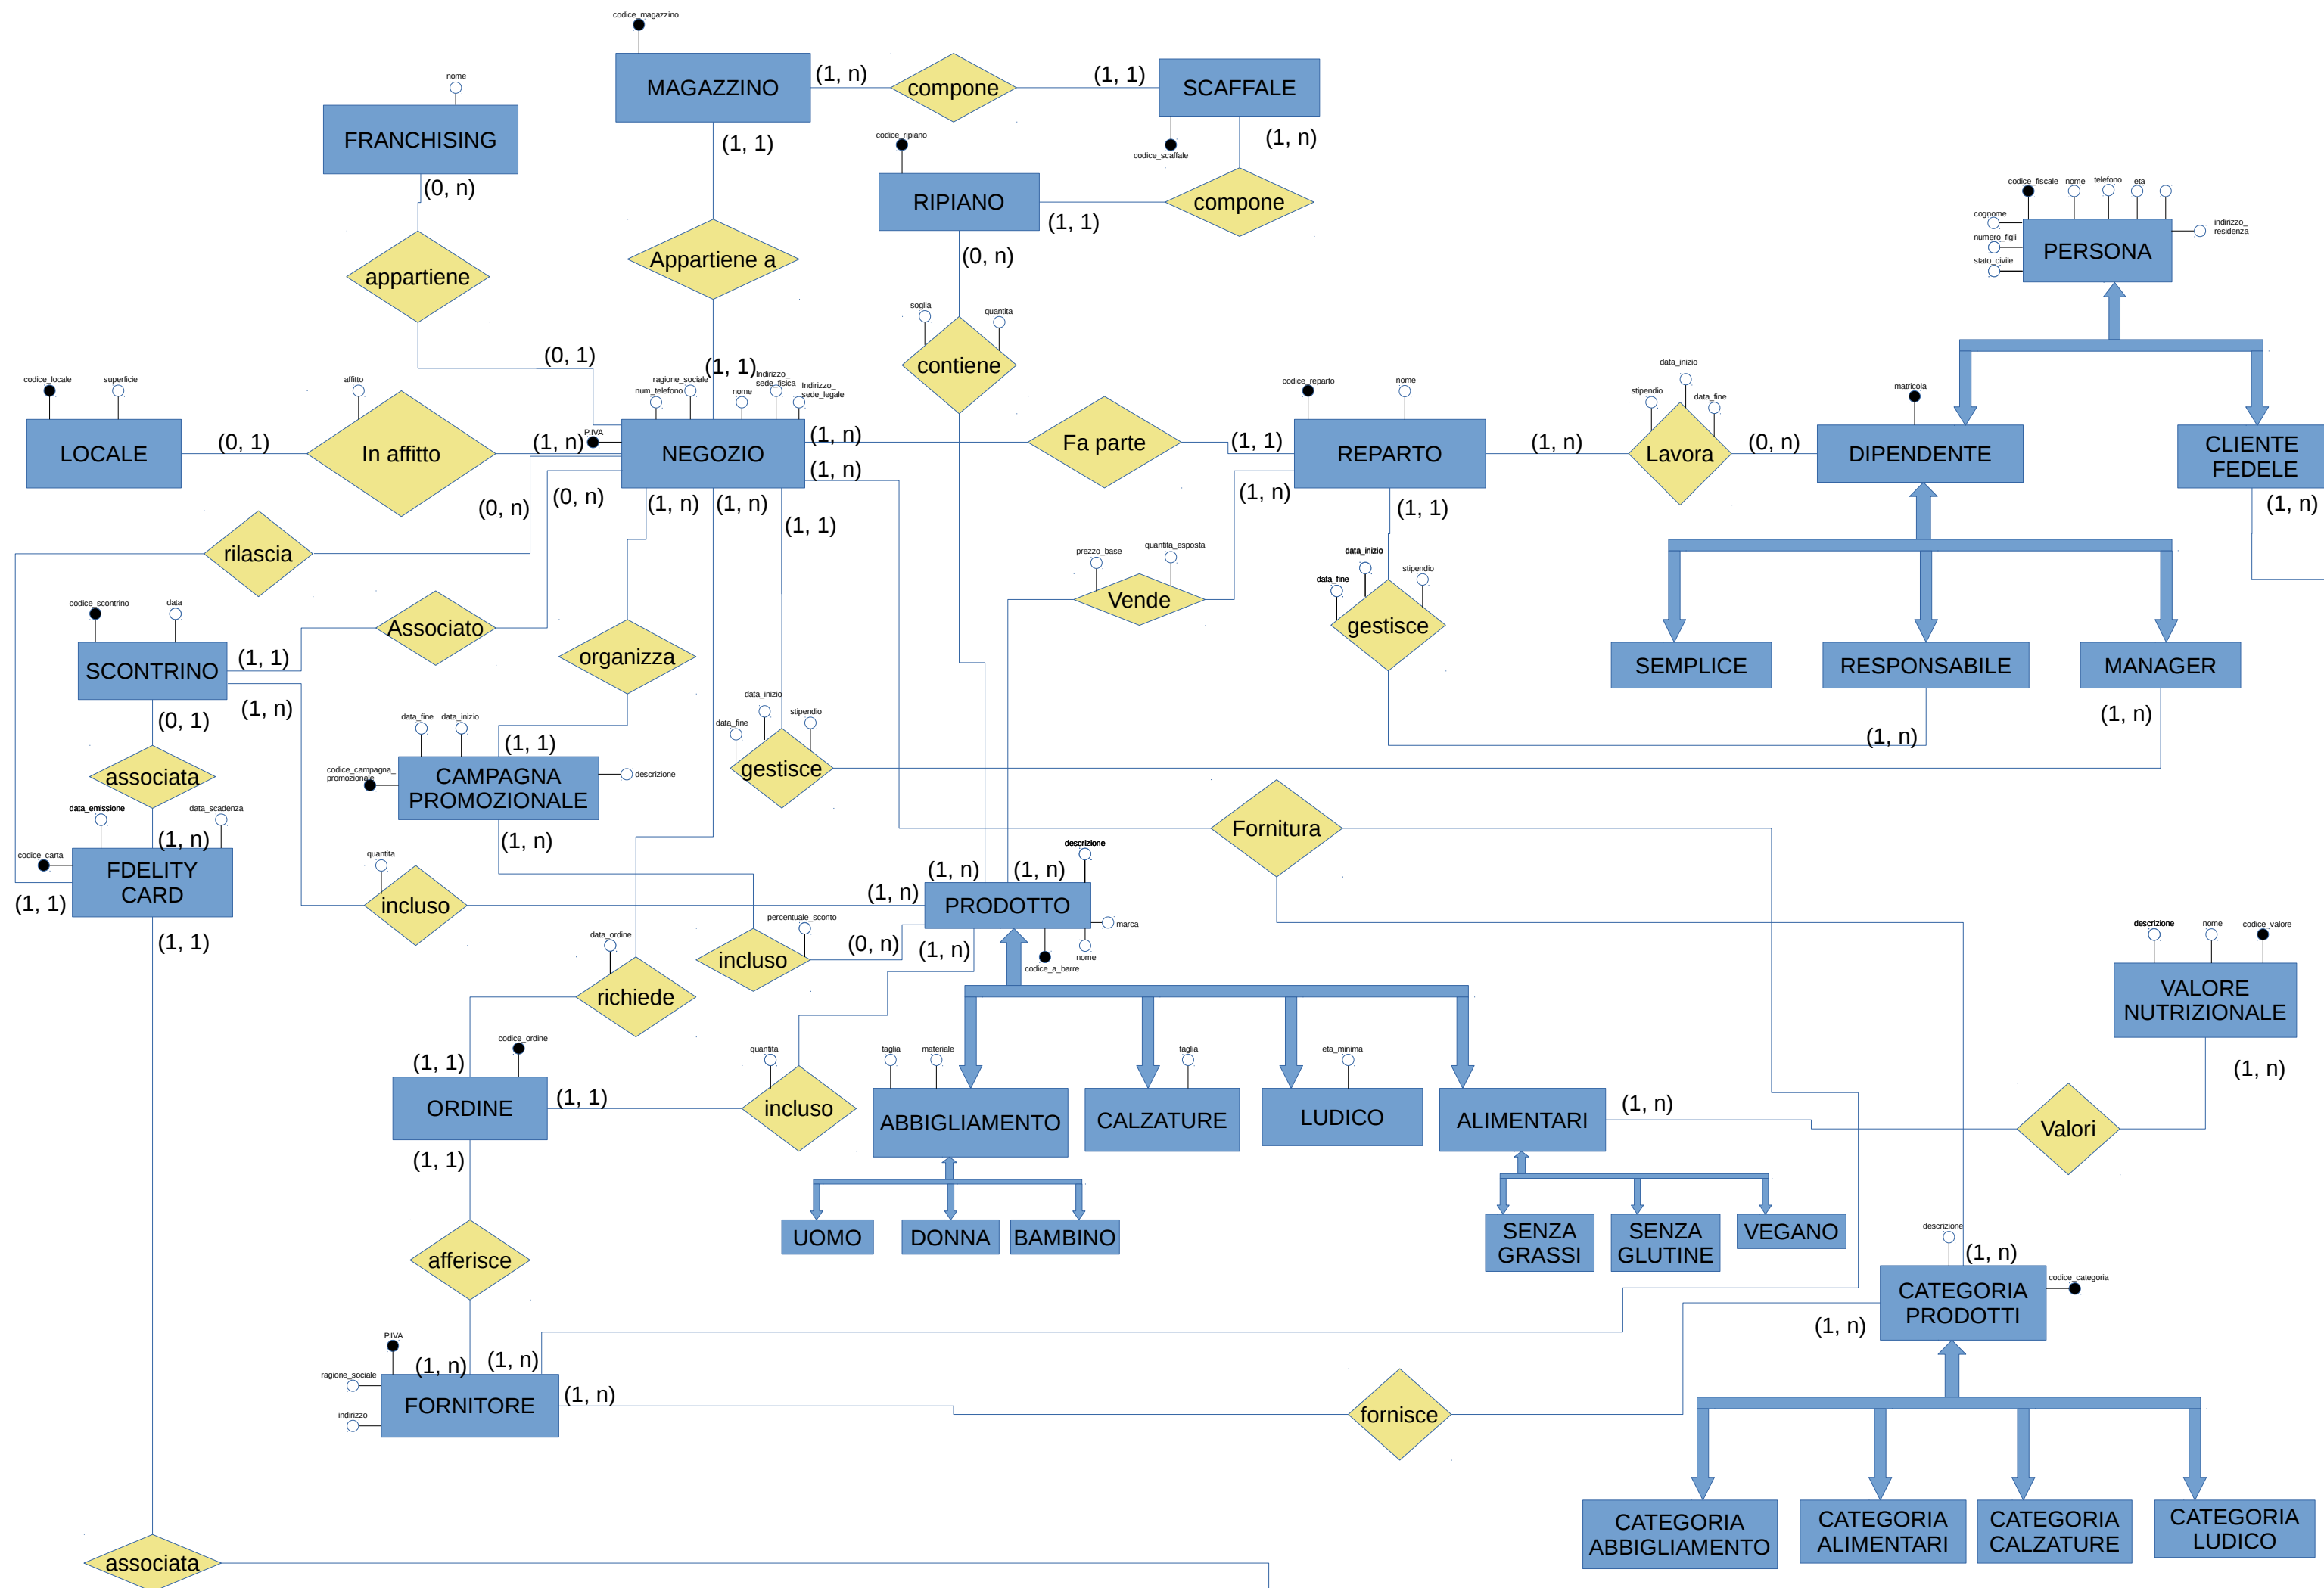 codice_magazzino
MAGAZZINO
(1, n)
compone
(1, 1)
SCAFFALE
nome
FRANCHISING
(1, 1)
codice_ripiano
codice_scaffale
(1, n)
(0, n)
RIPIANO
(1, 1)
compone
codice_fiscale
nome
telefono
eta
cognome
indirizzo_
residenza
numero_figli
stato_civile
PERSONA
appartiene
Appartiene a
(0, n)
soglia
quantita
contiene
(0, 1)
(1, 1)
codice_locale
superficie
affitto
num_telefono
ragione_sociale
nome
Indirizzo_
sede_fisica
Indirizzo_
sede_legale
P.IVA
codice_reparto
nome
stipendio
data_inizio
data_fine
matricola
LOCALE
(0, 1)
In affitto
(1, n)
NEGOZIO
(1, n)
Fa parte
(1, 1)
REPARTO
(1, n)
Lavora
(0, n)
DIPENDENTE
CLIENTE
FEDELE
(1, n)
(0, n)
(0, n)
(1, n)
(1, n)
(1, 1)
(1, n)
(1, 1)
(1, n)
rilascia
prezzo_base
quantita_esposta
Vende
data_inizio
data_fine
stipendio
gestisce
codice_scontrino
data
Associato
organizza
SCONTRINO
(1, 1)
(1, n)
(0, 1)
SEMPLICE
RESPONSABILE
MANAGER
(1, n)
(1, n)
data_inizio
data_fine
stipendio
gestisce
data_fine
data_inizio
(1, 1)
codice_campagna_
promozionale
CAMPAGNA
PROMOZIONALE
descrizione
associata
data_emissione
data_scadenza
(1, n)
codice_carta
FDELITY
CARD
(1, 1)
(1, 1)
(1, n)
Fornitura
quantita
incluso
(1, n)
(1, n)
(1, n)
descrizione
PRODOTTO
marca
nome
codice_a_barre
percentuale_sconto
incluso
(0, n)
(1, n)
data_ordine
richiede
descrizione
nome
codice_valore
VALORE
NUTRIZIONALE
(1, n)
codice_ordine
(1, 1)
ORDINE
(1, 1)
quantita
incluso
taglia
materiale
ABBIGLIAMENTO
taglia
CALZATURE
eta_minima
LUDICO
ALIMENTARI
(1, n)
Valori
(1, 1)
UOMO
DONNA
BAMBINO
SENZA
GRASSI
SENZA
GLUTINE
VEGANO
afferisce
descrizione
(1, n)
codice_categoria
CATEGORIA
PRODOTTI
(1, n)
P.IVA
ragione_sociale
indirizzo
(1, n)
(1, n)
FORNITORE
(1, n)
fornisce
CATEGORIA
ABBIGLIAMENTO
CATEGORIA
ALIMENTARI
CATEGORIA
CALZATURE
CATEGORIA
LUDICO
associata